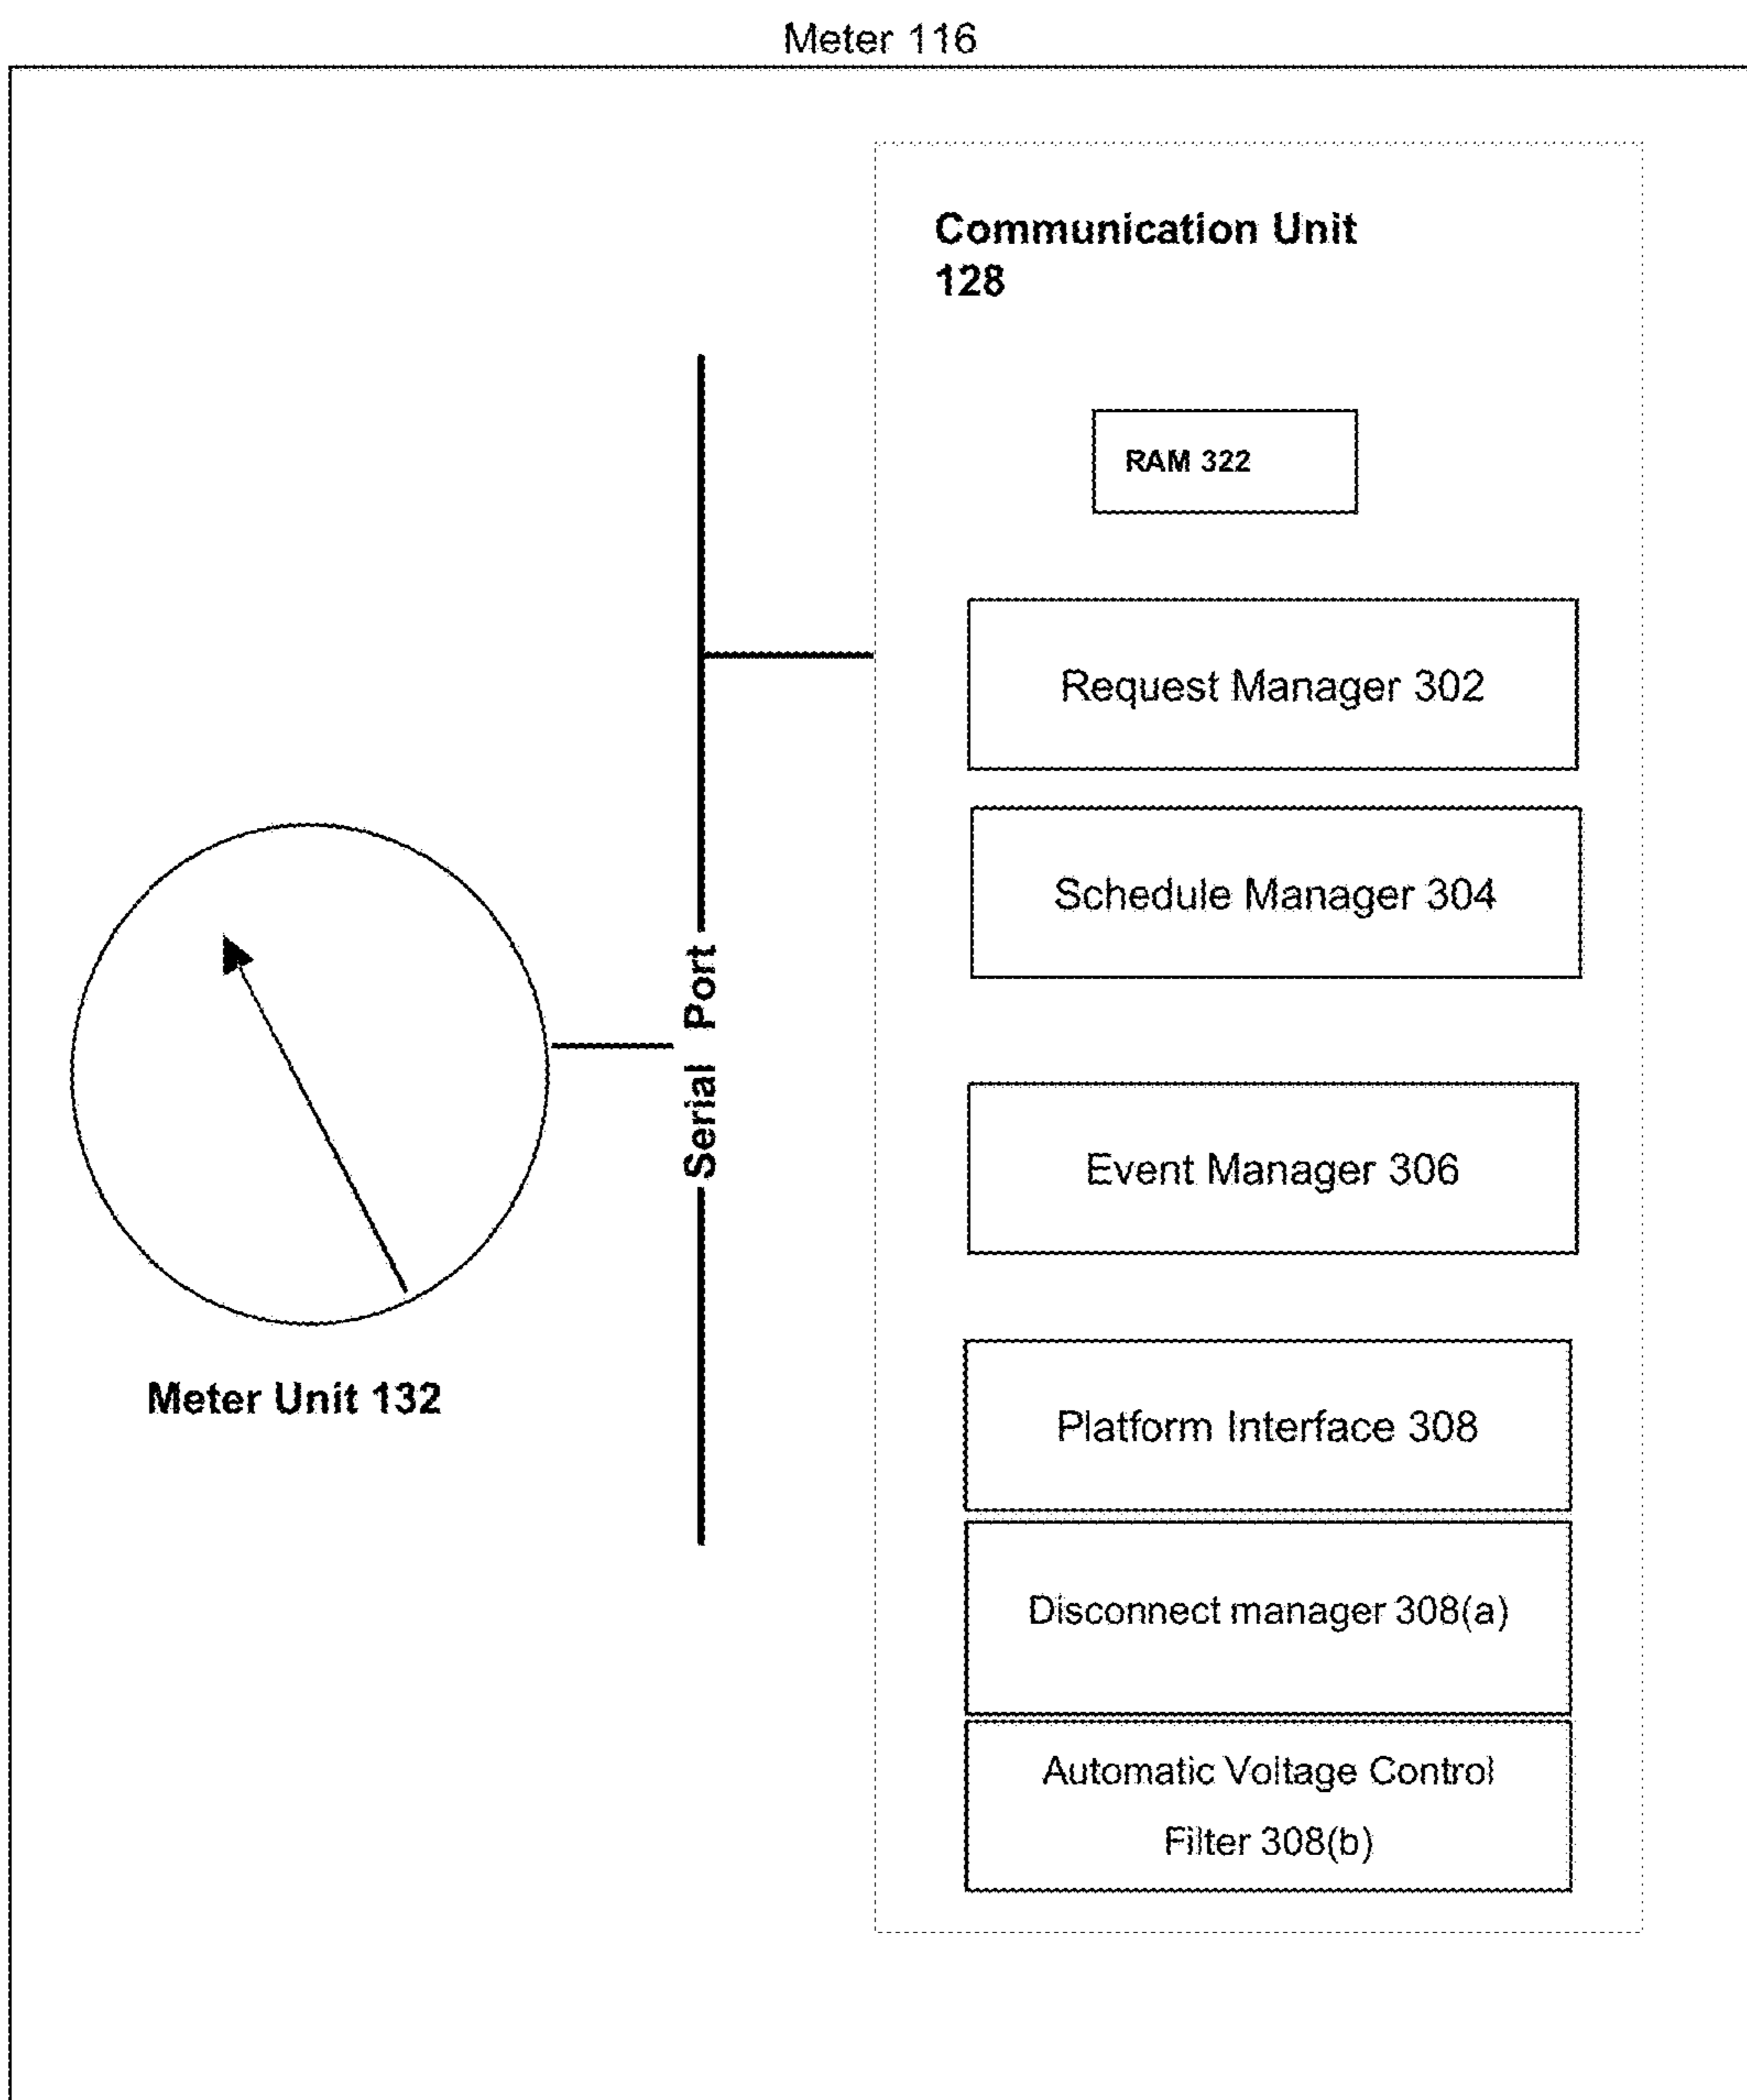 Meter 116
Communication Unit
128
RAM 322
Request Manager 302
Schedule Manager 304
Serial Port
Event Manager 306
Meter Unit 132
Platform Interface 308
Disconnect manager 308(a)
Automatic Voltage Control
Filter 308(b)